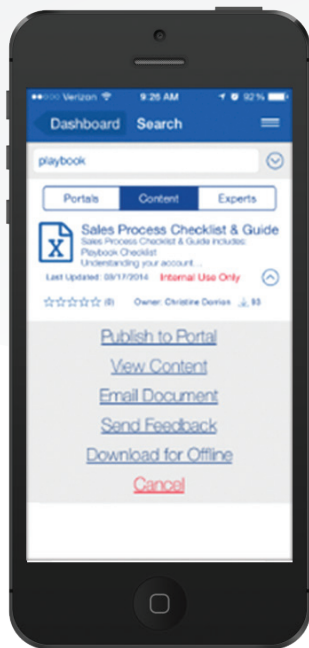 Verizon 9:26 AM 92%
Dashboard Search
playbook
Portals Content Experts
X
Sales Process Checklist & Guide
Sales Process Checklist & Guide includes:
Playbook Checklist
Understanding your account...
Last Updated: 09/17/2014 Internal Use Only
(0) Owner: Christine Dorrion 93
Publish to Portal
View Content
Email Document
Send Feedback
Download for Offline
Cancel